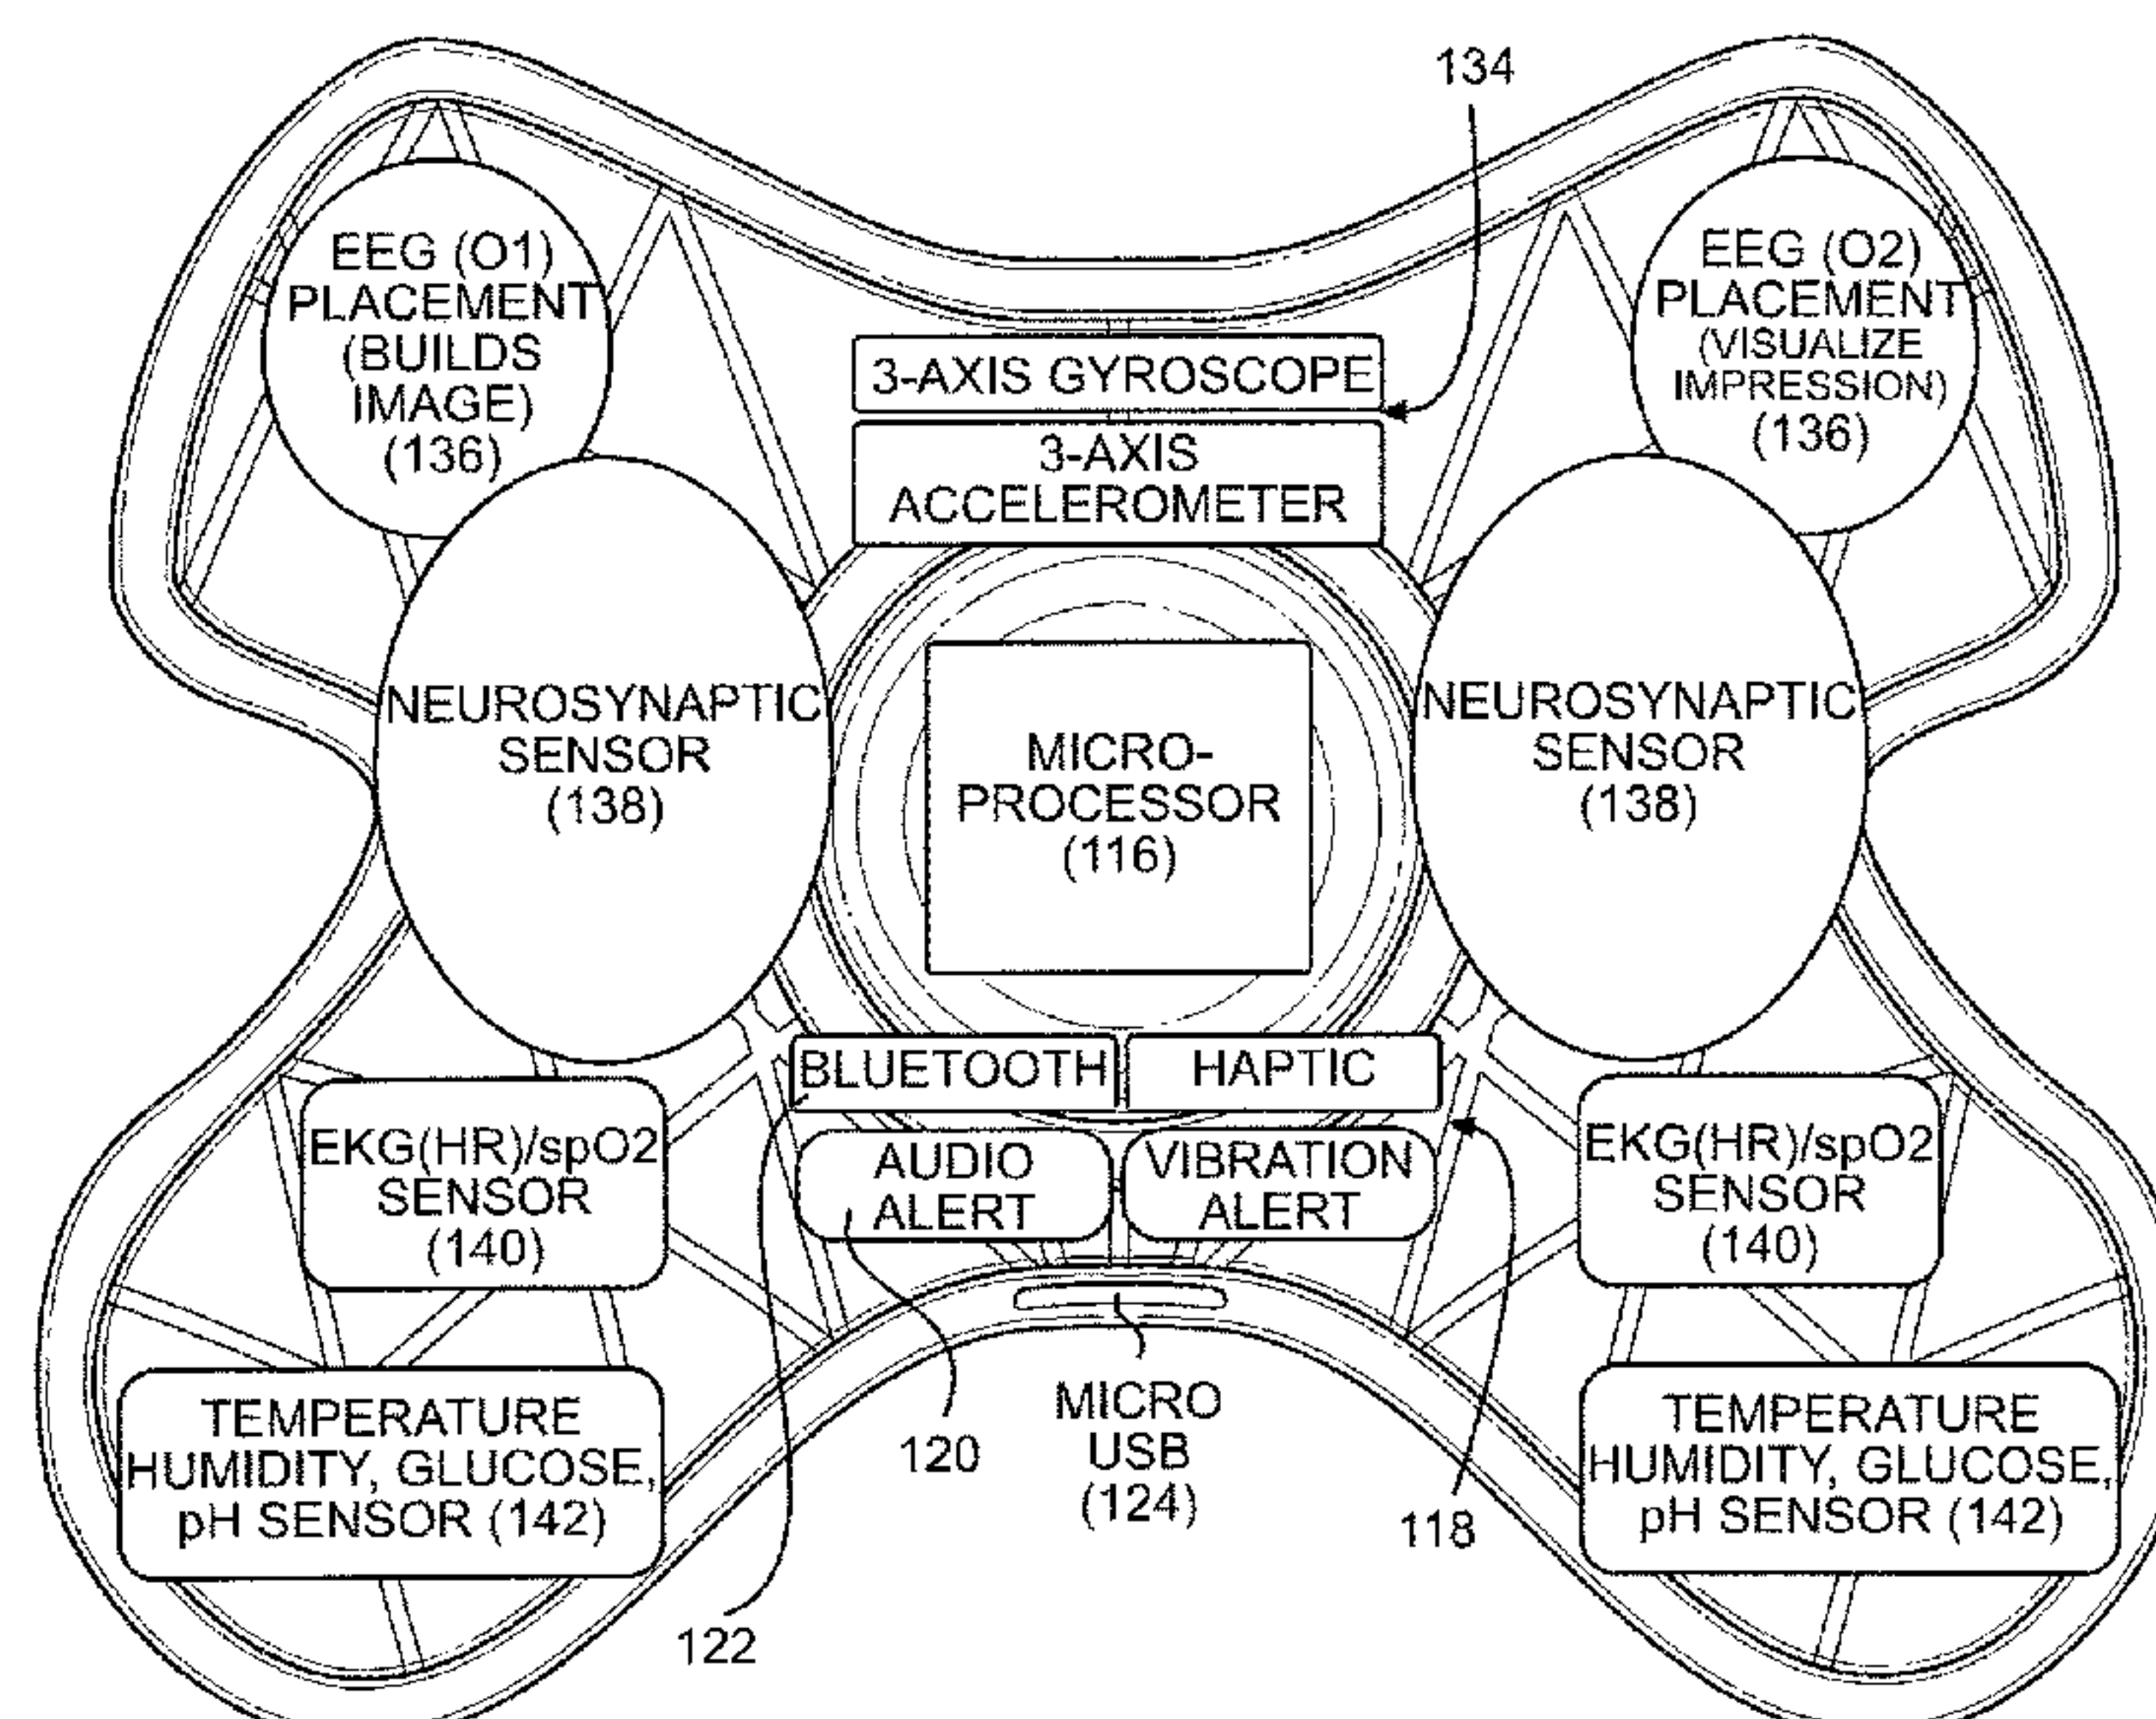 134
EEG (O1)
PLACEMENT
(BUILDS
IMAGE)
(136)
EEG (O2)
PLACEMENT
(VISUALIZE
IMPRESSION)
(136)
3-AXIS GYROSCOPE
3-AXIS
ACCELEROMETER
NEUROSYNAPTIC
SENSOR
(138)
MICRO-
PROCESSOR
(116)
NEUROSYNAPTIC
SENSOR
(138)
BLUETOOTH
HAPTIC
AUDIO
ALERT
VIBRATION
ALERT
EKG(HR)/spO2
SENSOR
(140)
EKG(HR)/spO2
SENSOR
(140)
TEMPERATURE
HUMIDITY, GLUCOSE,
pH SENSOR (142)
120
MICRO
USB
(124)
118
TEMPERATURE
HUMIDITY, GLUCOSE,
pH SENSOR (142)
122